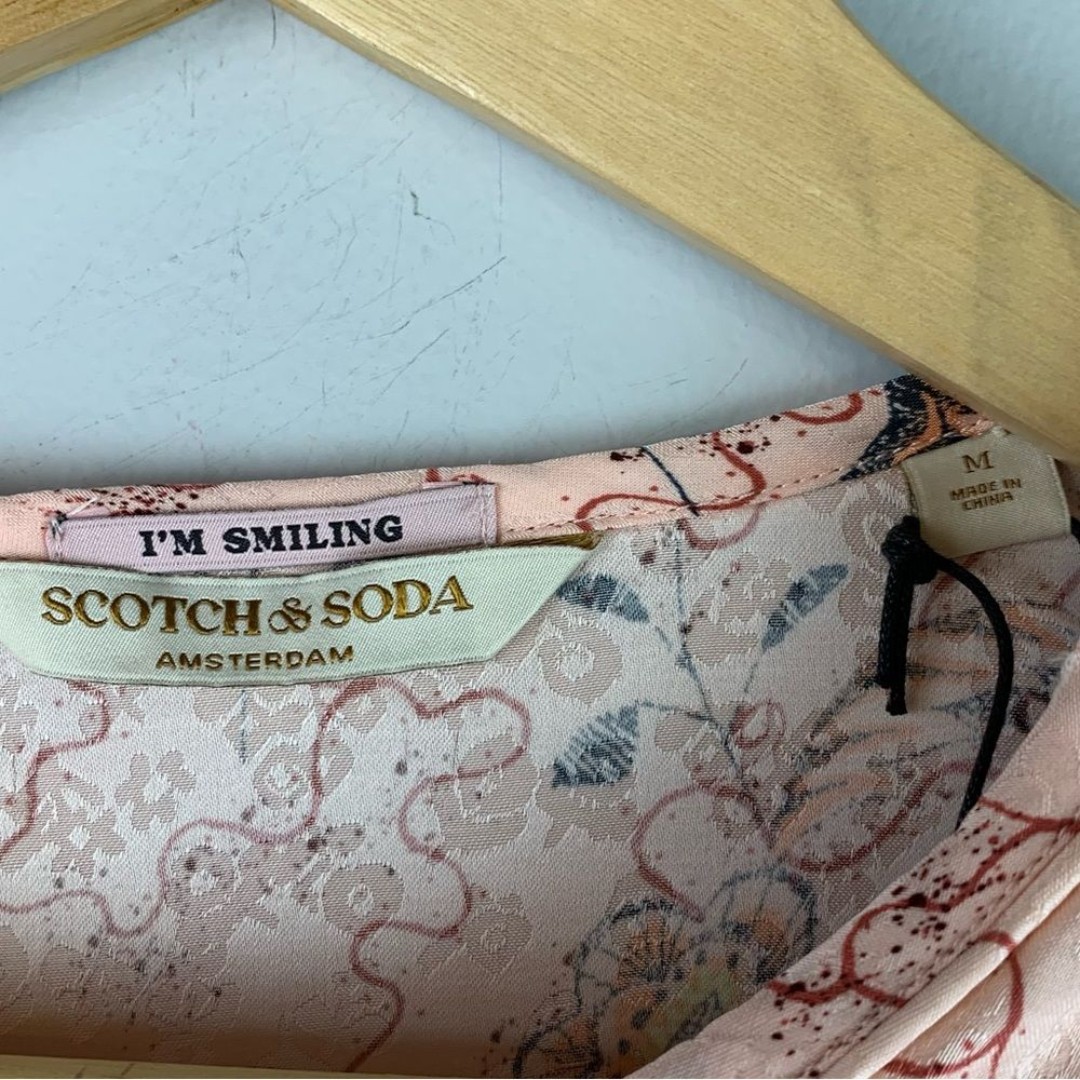 I'M SMILING
SCOTCH & SODA
AMSTERDAM
M
MADE IN
CHINA